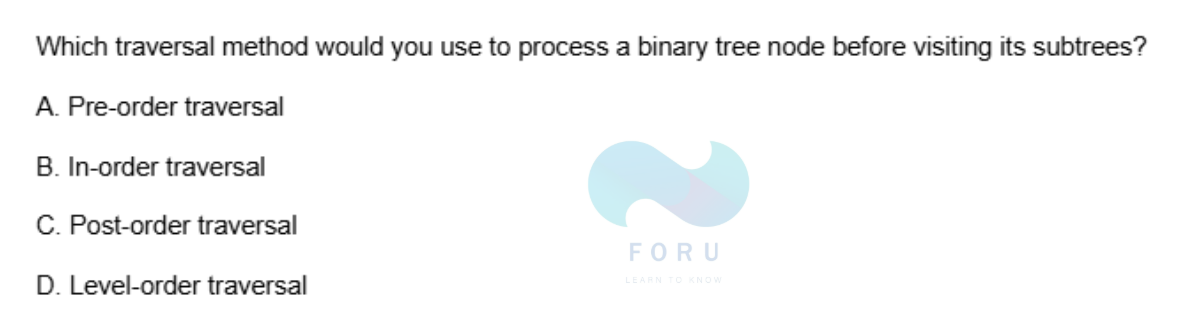 Which traversal method would you use to process a binary tree node before visiting its subtrees?
A. Pre-order traversal
B. In-order traversal
C. Post-order traversal
D. Level-order traversal
FORU
LEARN TO KNOW